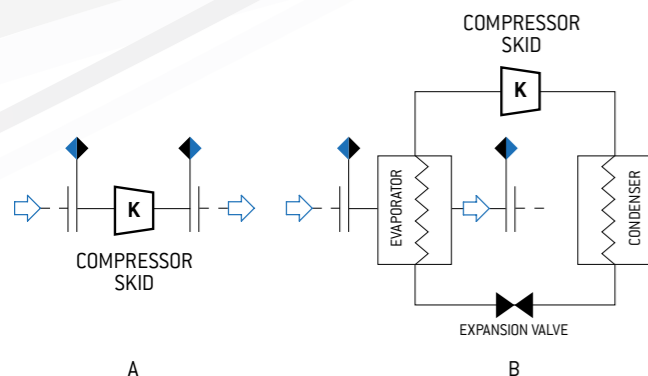 COMPRESSOR
SKID
K
EVAPORATOR
CONDENSER
K
COMPRESSOR
SKID
EXPANSION VALVE
A
B